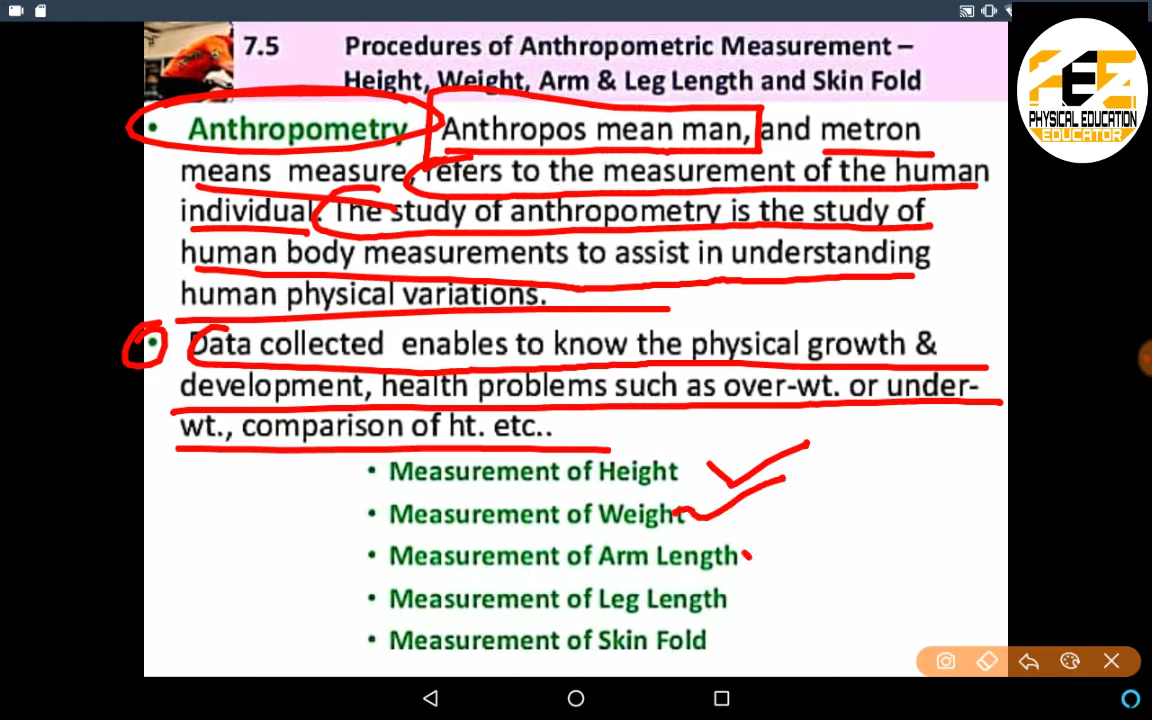 7.5 Procedures of Anthropometric Measurement –
Height, Weight, Arm & Leg Length and Skin Fold
• Anthropometry Anthropos mean man, and metron
means measure, refers to the measurement of the human
individual. The study of anthropometry is the study of
human body measurements to assist in understanding
human physical variations.
• Data collected enables to know the physical growth &
development, health problems such as over-wt. or under-
wt., comparison of ht. etc..
• Measurement of Height
• Measurement of Weight
• Measurement of Arm Length
• Measurement of Leg Length
• Measurement of Skin Fold
PEZ
PHYSICAL EDUCATION
EDUCATOR